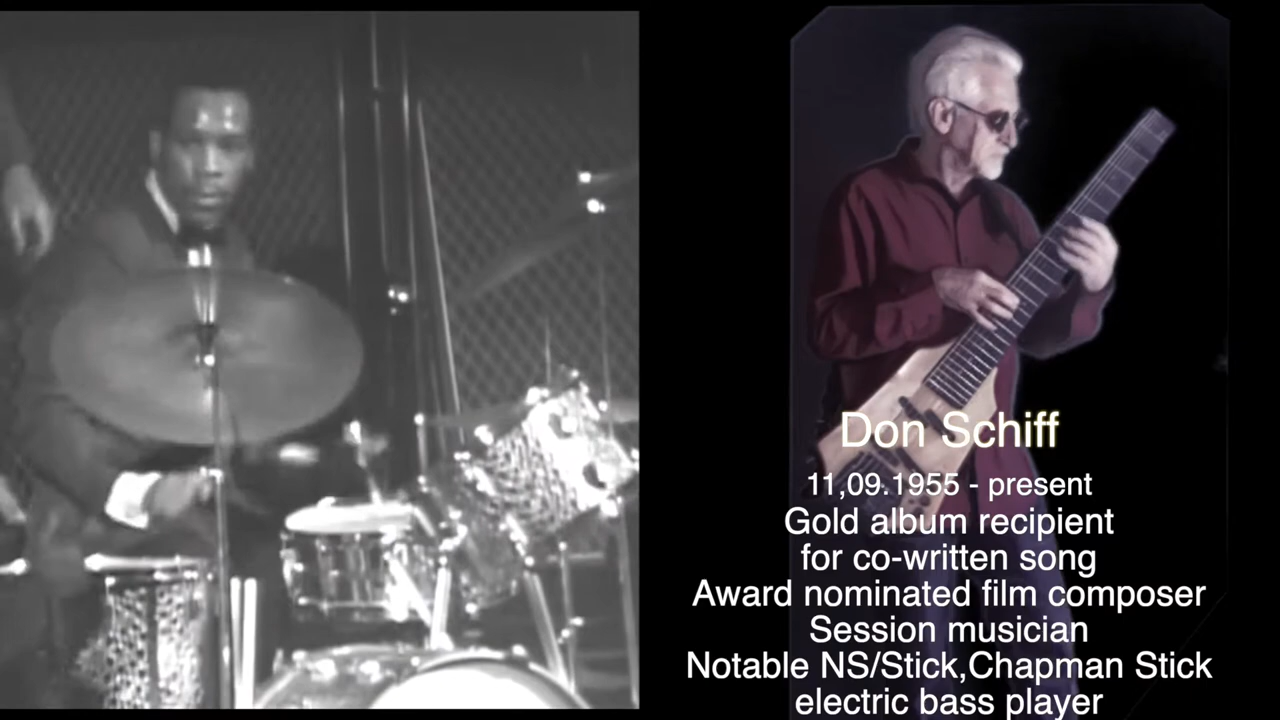 Don Schiff
11,09.1955 - present
Gold album recipient
for co-written song
Award nominated film composer
Session musician
Notable NS/Stick,Chapman Stick
electric bass player